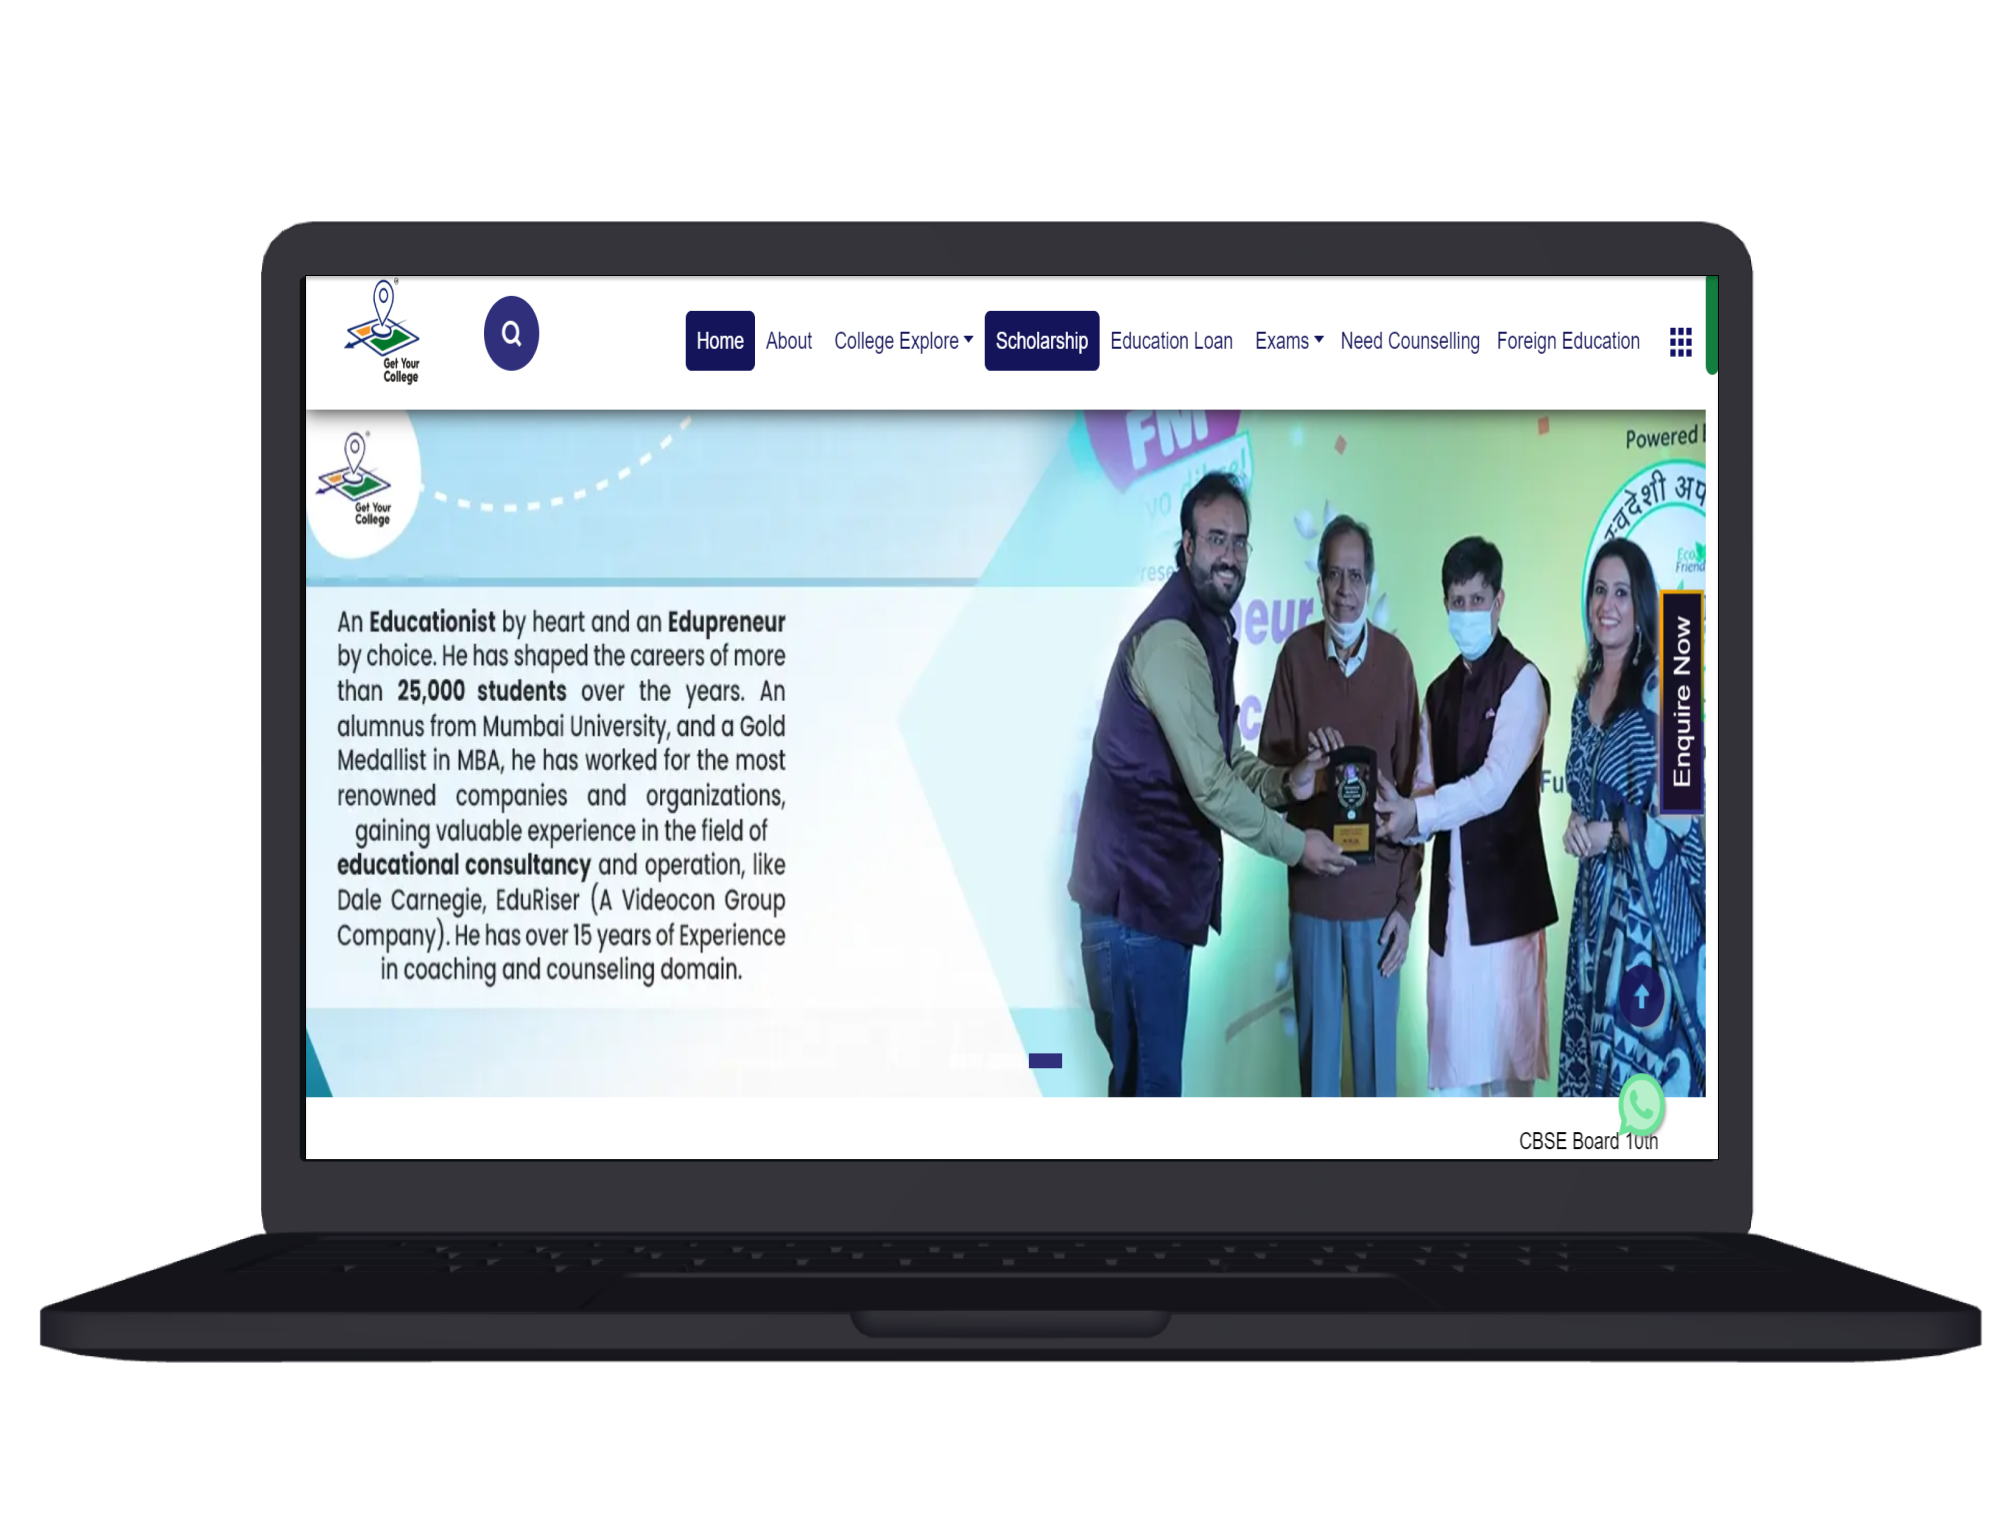 Get Your
College
Home
About
College Explore
Scholarship
Education Loan
Exams
Need Counselling
Foreign Education
Get Your
College
An Educationist by heart and an Edupreneur
by choice. He has shaped the careers of more
than 25,000 students over the years. An
alumnus from Mumbai University, and a Gold
Medallist in MBA, he has worked for the most
renowned companies and organizations,
gaining valuable experience in the field of
educational consultancy and operation, like
Dale Carnegie, EduRiser (A Videocon Group
Company). He has over 15 years of Experience
in coaching and counseling domain.
Powered
Eco
Enquire Now
CBSE Board 10th